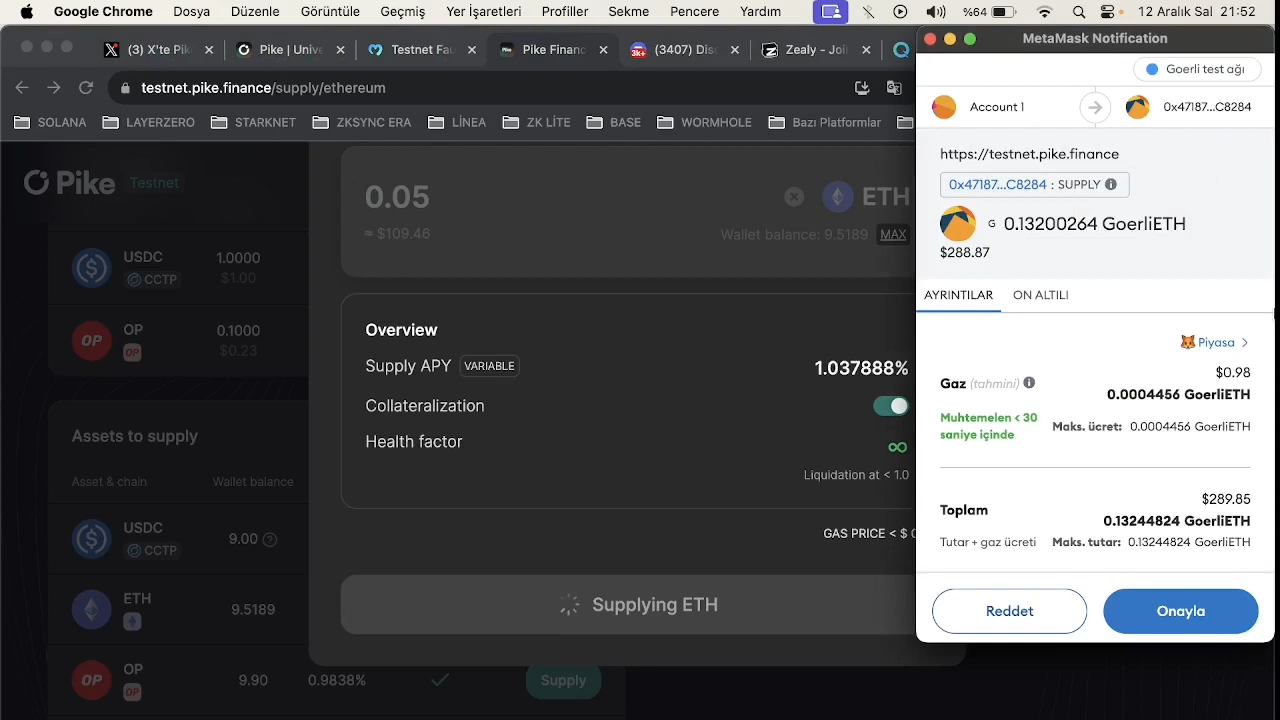 Google Chrome Dosya Düzenle Görüntüle Geçmiş Yer İşaretleri Profiller Sekme Pencere Yardım %64 12 Aralık Sal 21:52
(3) X'te Pik
Pike | Unive
Testnet Fau
Pike Financ
(3407) Disc
Zealy - Joi
testnet.pike.finance/supply/ethereum
SOLANA LAYERZERO STARKNET ZKSYNC ERA LİNEA ZK LİTE BASE WORMHOLE Bazı Platformlar
Pike Testnet
USDC 1.0000
CCTP $1.00
OP 0.1000
OP $0.23
Assets to supply
Asset & chain Wallet balance
USDC 9.00
CCTP
ETH 9.5189
OP 9.90 0.9838% Supply
OP
0.05 ETH
≈ $109.46 Wallet balance: 9.5189 MAX
Overview
Supply APY VARIABLE 1.037888%
Collateralization
Health factor ∞
Liquidation at < 1.0
GAS PRICE < $
Supplying ETH
MetaMask Notification
Goerli test ağı
Account 1 0x47187...C8284
https://testnet.pike.finance
0x47187...C8284 : SUPPLY
G 0.13200264 GoerliETH
$288.87
AYRINTILAR ON ALTILI
Piyasa >
$0.98
Gaz (tahmini) 0.0004456 GoerliETH
Muhtemelen < 30 saniye içinde Maks. ücret: 0.0004456 GoerliETH
$289.85
Toplam 0.13244824 GoerliETH
Tutar + gaz ücreti Maks. tutar: 0.13244824 GoerliETH
Reddet Onayla